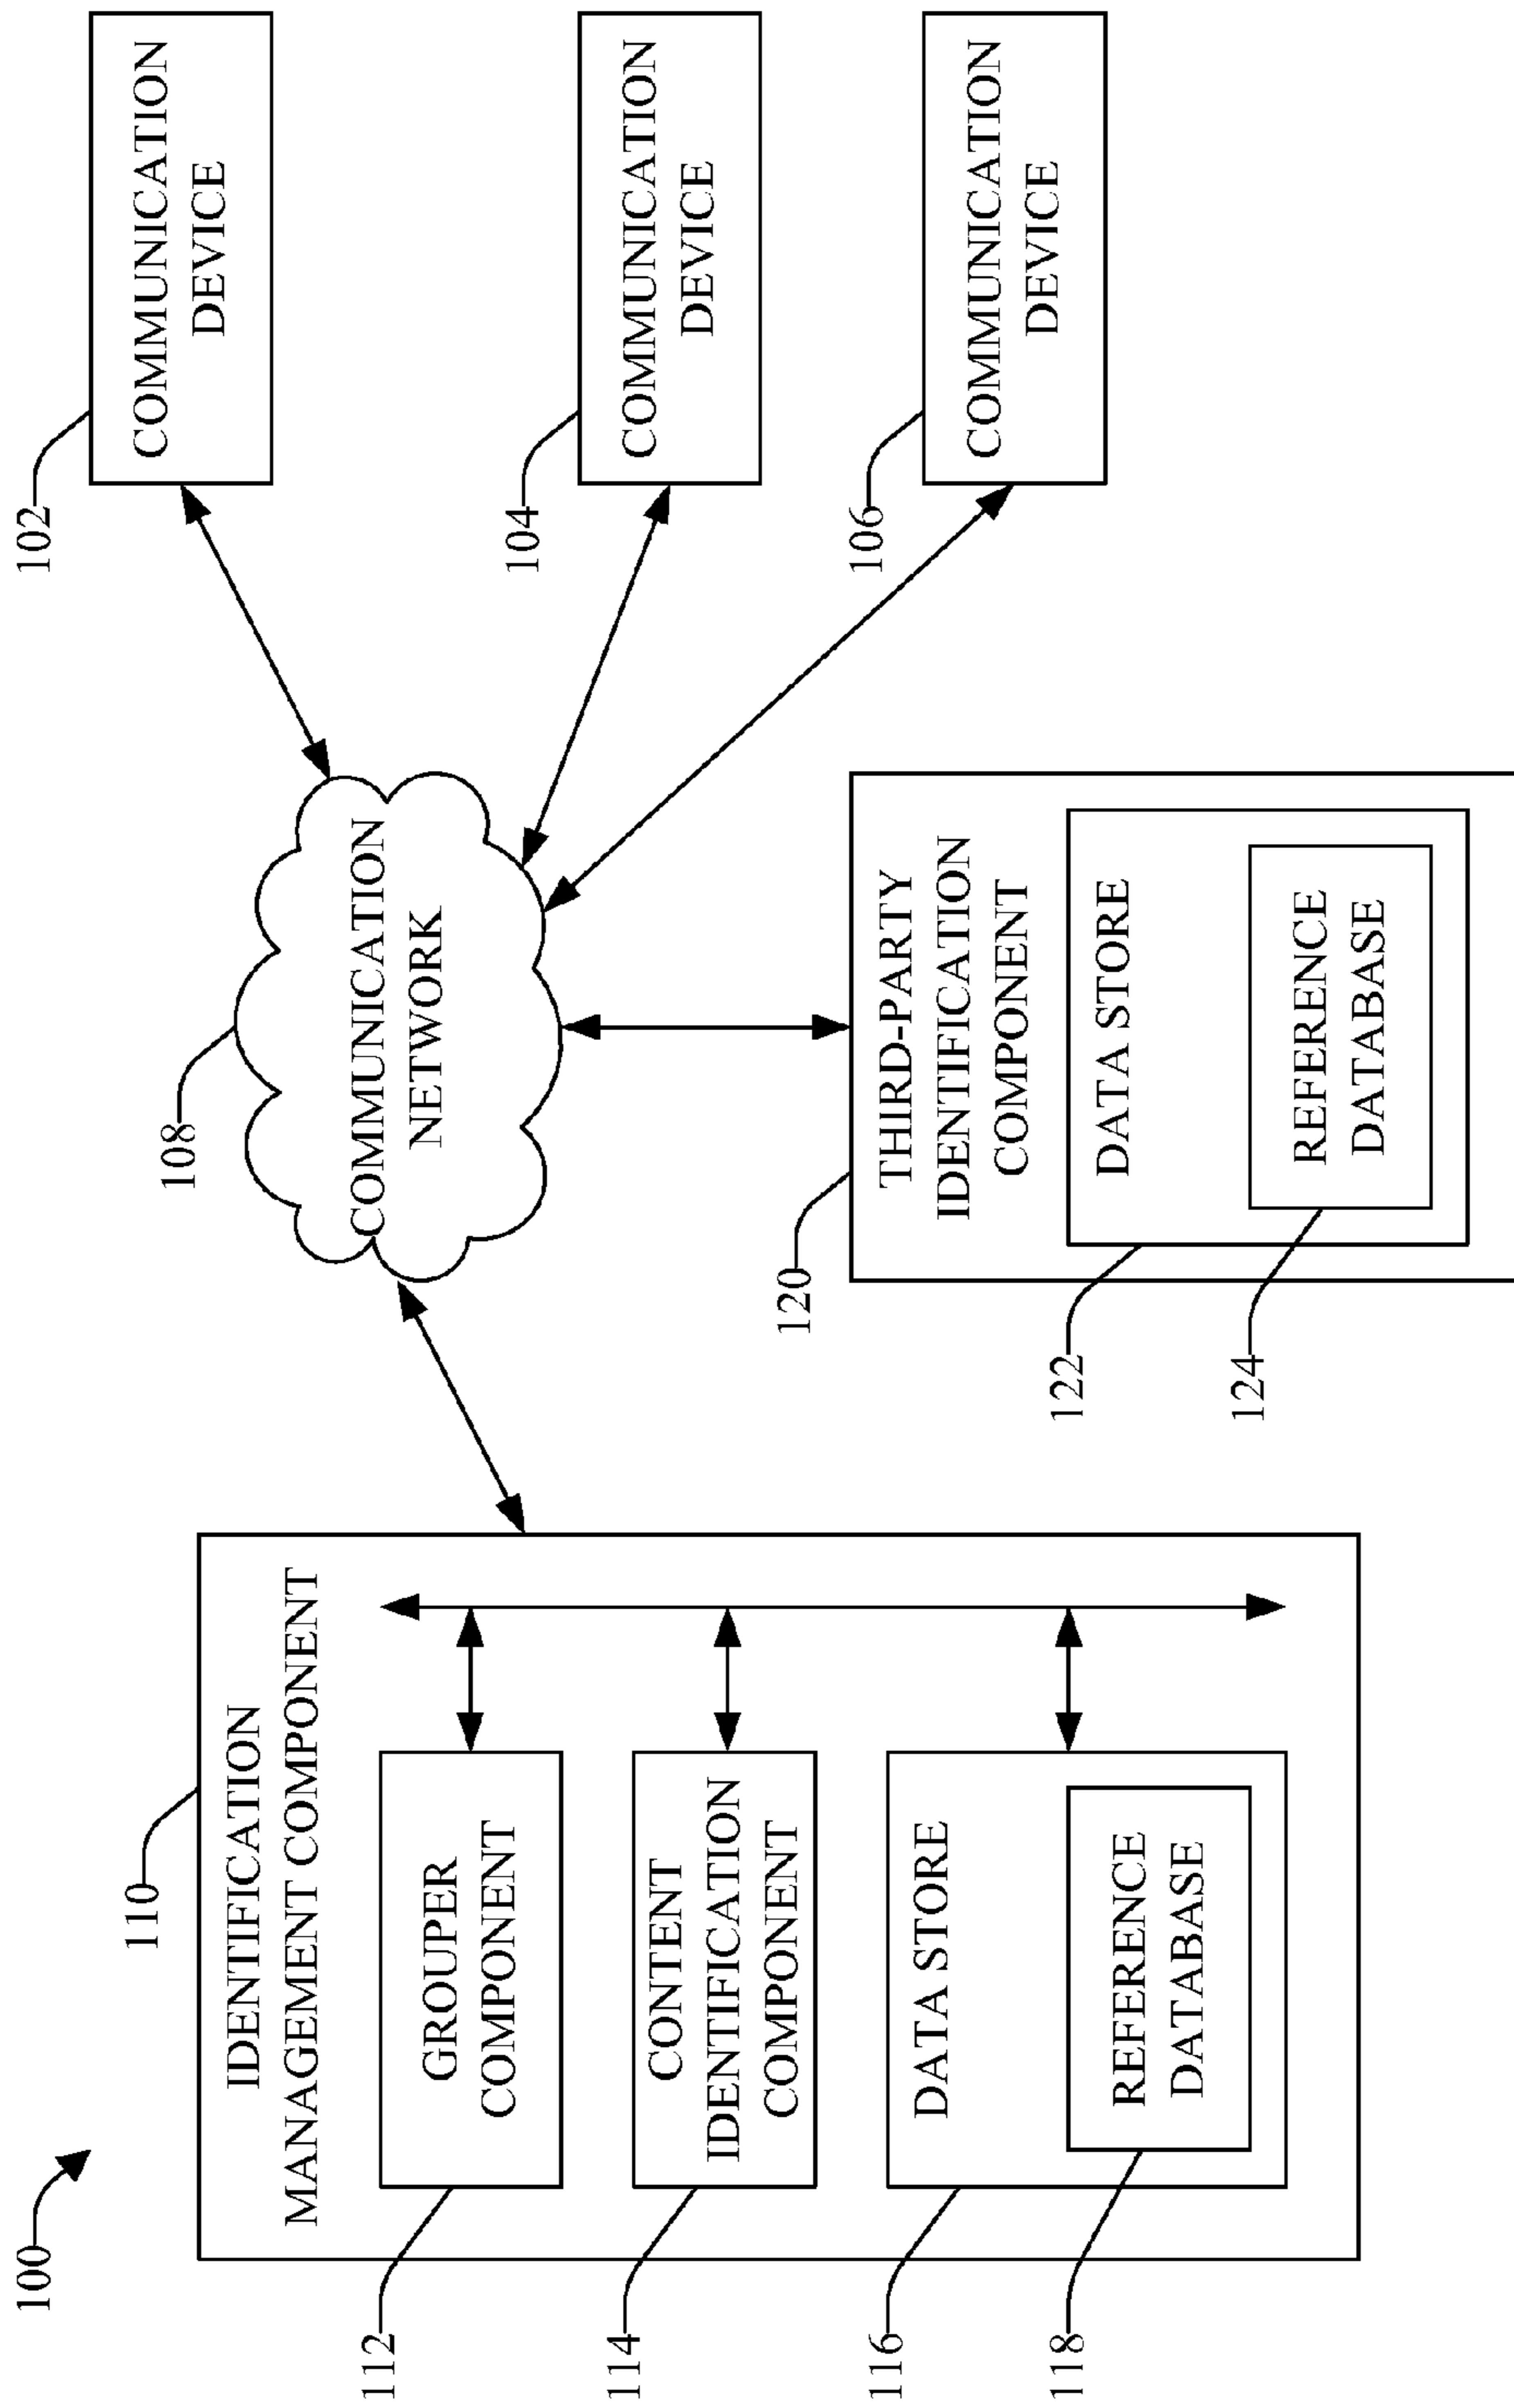 100
110
IDENTIFICATION
MANAGEMENT COMPONENT
112
GROUPER
COMPONENT
114
CONTENT
IDENTIFICATION
COMPONENT
116
DATA STORE
118
REFERENCE
DATABASE
108
COMMUNICATION
NETWORK
120
THIRD-PARTY
IDENTIFICATION
COMPONENT
122
DATA STORE
124
REFERENCE
DATABASE
102
COMMUNICATION
DEVICE
104
COMMUNICATION
DEVICE
106
COMMUNICATION
DEVICE